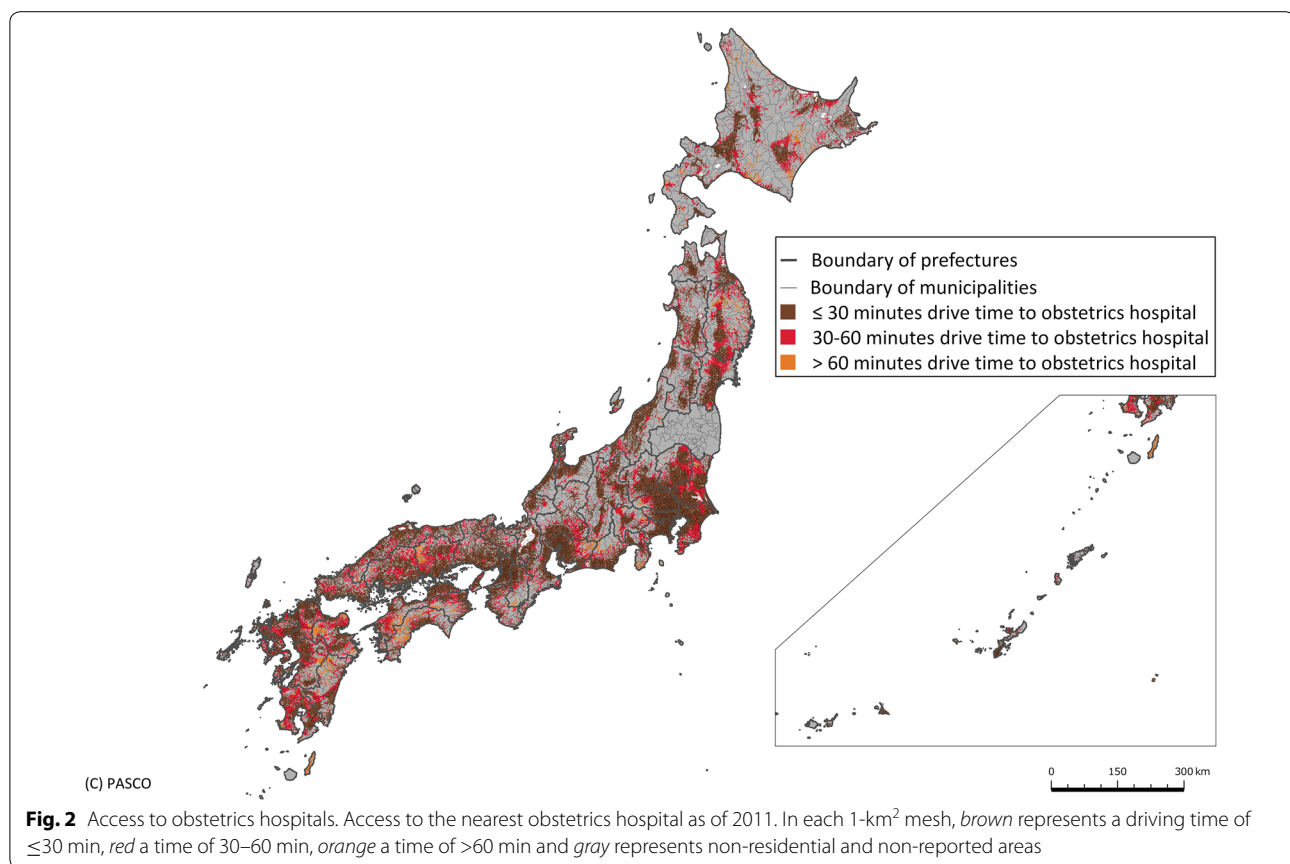 Boundary of prefectures
Boundary of municipalities
≤ 30 minutes drive time to obstetrics hospital
30-60 minutes drive time to obstetrics hospital
> 60 minutes drive time to obstetrics hospital
(C) PASCO
0 150 300 km
Fig. 2 Access to obstetrics hospitals. Access to the nearest obstetrics hospital as of 2011. In each 1-km² mesh, brown represents a driving time of
≤30 min, red a time of 30–60 min, orange a time of >60 min and gray represents non-residential and non-reported areas